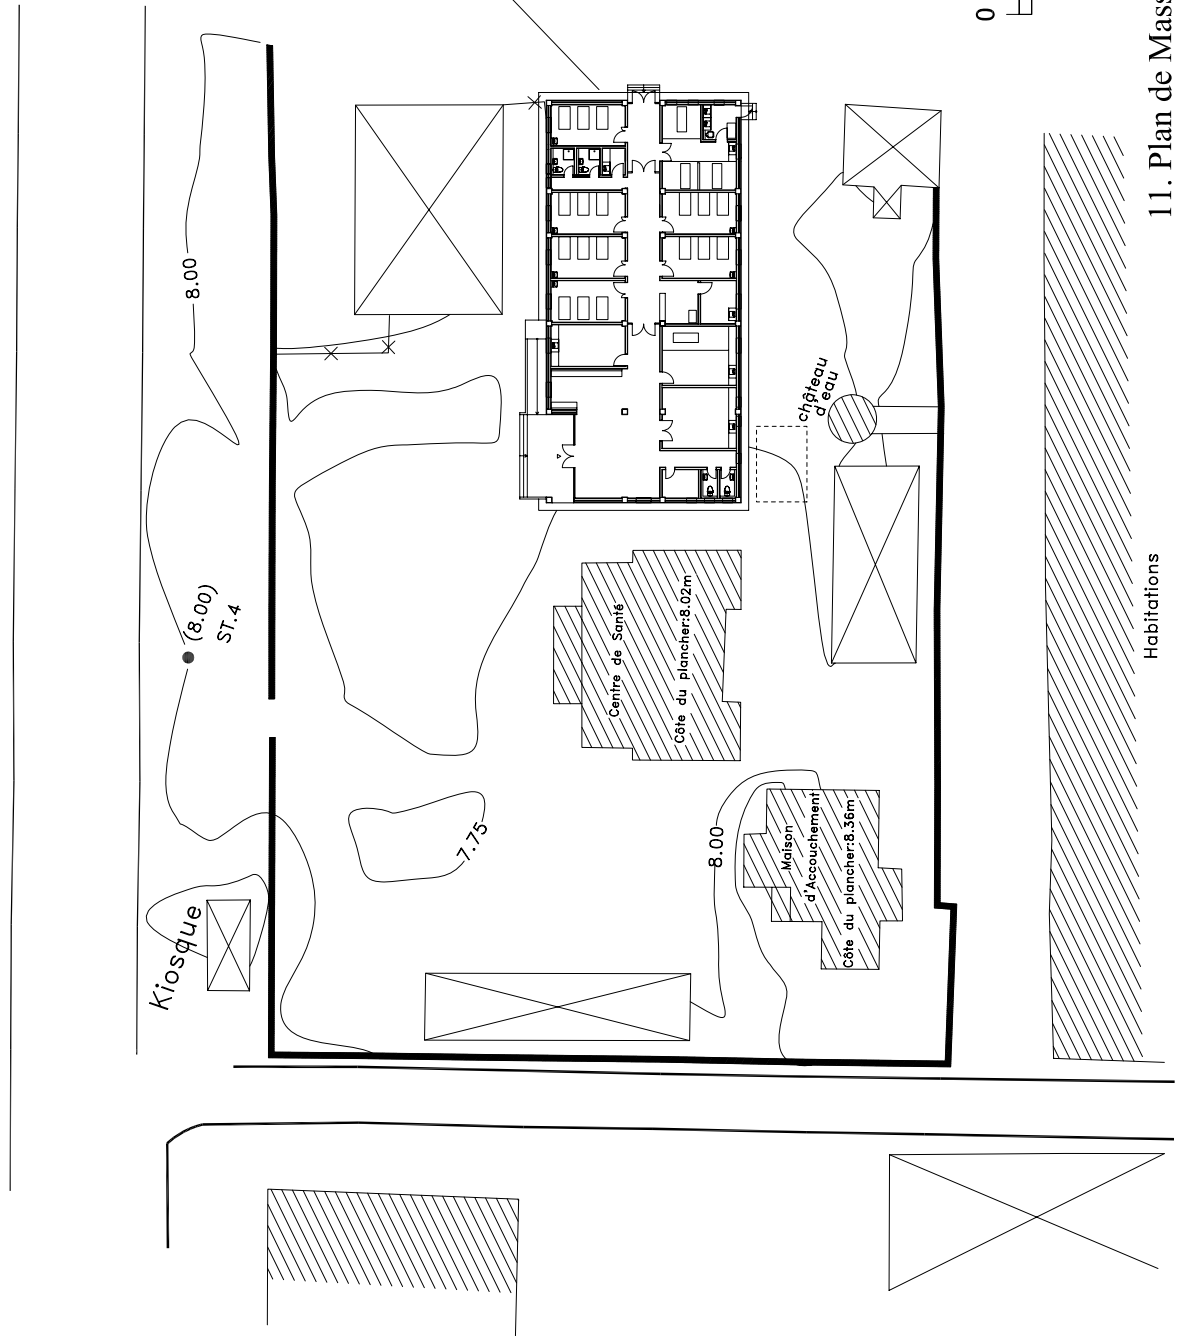 0
11. Plan de Mass
8.00
château
d'eau
(8.00)
ST.4
Centre de Santé
Côte du plancher:8.02m
Habitations
7.75
8.00
Maison
d'Accouchement
Côte du plancher:8.36m
Kiosque